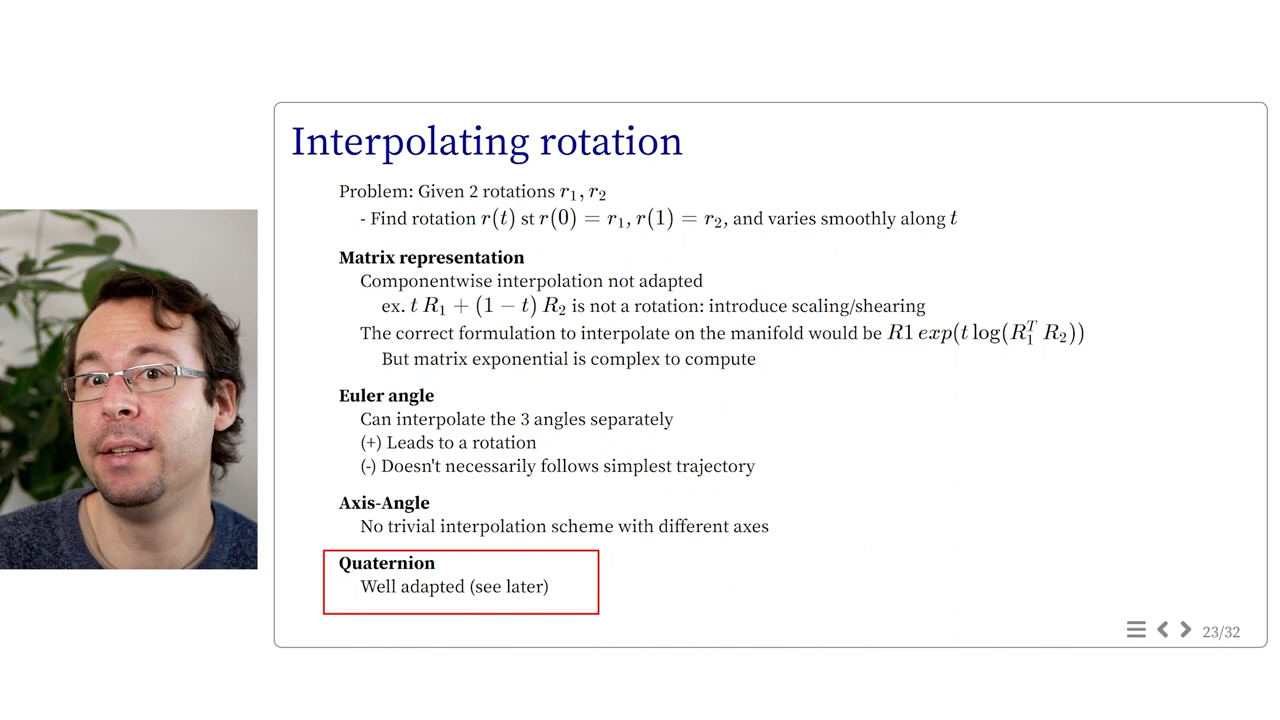 Interpolating rotation
Problem: Given 2 rotations r₁, r₂
- Find rotation r(t) st r(0) = r₁, r(1) = r₂, and varies smoothly along t
Matrix representation
Componentwise interpolation not adapted
ex. t R₁ + (1 − t) R₂ is not a rotation: introduce scaling/shearing
The correct formulation to interpolate on the manifold would be R1 exp(t log(R₁ᵀ R₂))
But matrix exponential is complex to compute
Euler angle
Can interpolate the 3 angles separately
(+) Leads to a rotation
(-) Doesn't necessarily follows simplest trajectory
Axis-Angle
No trivial interpolation scheme with different axes
Quaternion
Well adapted (see later)
23/32